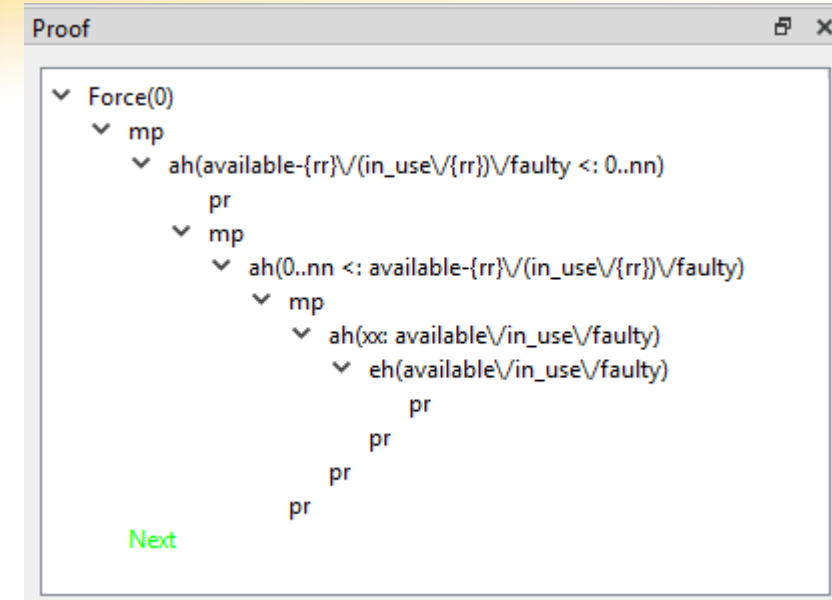 Proof
Force(0)
mp
ah(available-{rr}\/(in_use\/{rr})\/faulty <: 0..nn)
pr
mp
ah(0..nn <: available-{rr}\/(in_use\/{rr})\/faulty)
mp
ah(xx: available\/in_use\/faulty)
eh(available\/in_use\/faulty)
pr
pr
pr
pr
Next